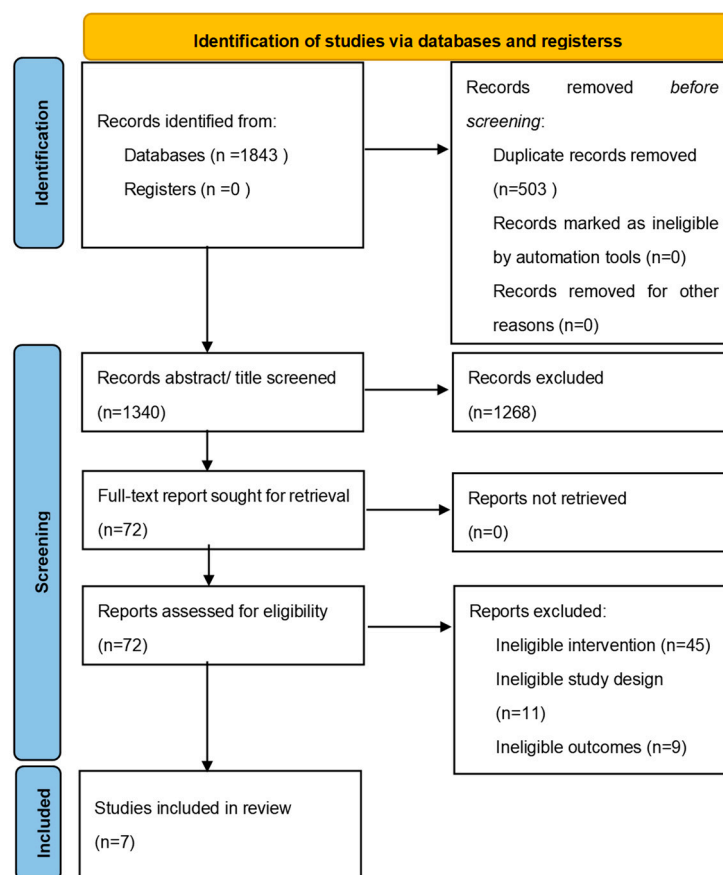 Identification of studies via databases and registerss
Identification
Records identified from:
Databases (n =1843 )
Registers (n =0 )
Records removed before
screening:
Duplicate records removed
(n=503 )
Records marked as ineligible
by automation tools (n=0)
Records removed for other
reasons (n=0)
Screening
Records abstract/ title screened
(n=1340)
Records excluded
(n=1268)
Full-text report sought for retrieval
(n=72)
Reports not retrieved
(n=0)
Reports assessed for eligibility
(n=72)
Reports excluded:
Ineligible intervention (n=45)
Ineligible study design
(n=11)
Ineligible outcomes (n=9)
Included
Studies included in review
(n=7)